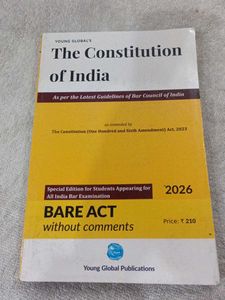 YOUNG GLOBAL'S
The Constitution
of India
As per the Latest Guidelines of Bar Council of India
as amended by
The Constitution (One Hundred and Sixth Amendment) Act, 2023
Special Edition for Students Appearing for
All India Bar Examination
2026
BARE ACT
without comments
Price: ₹ 210
Young Global Publications